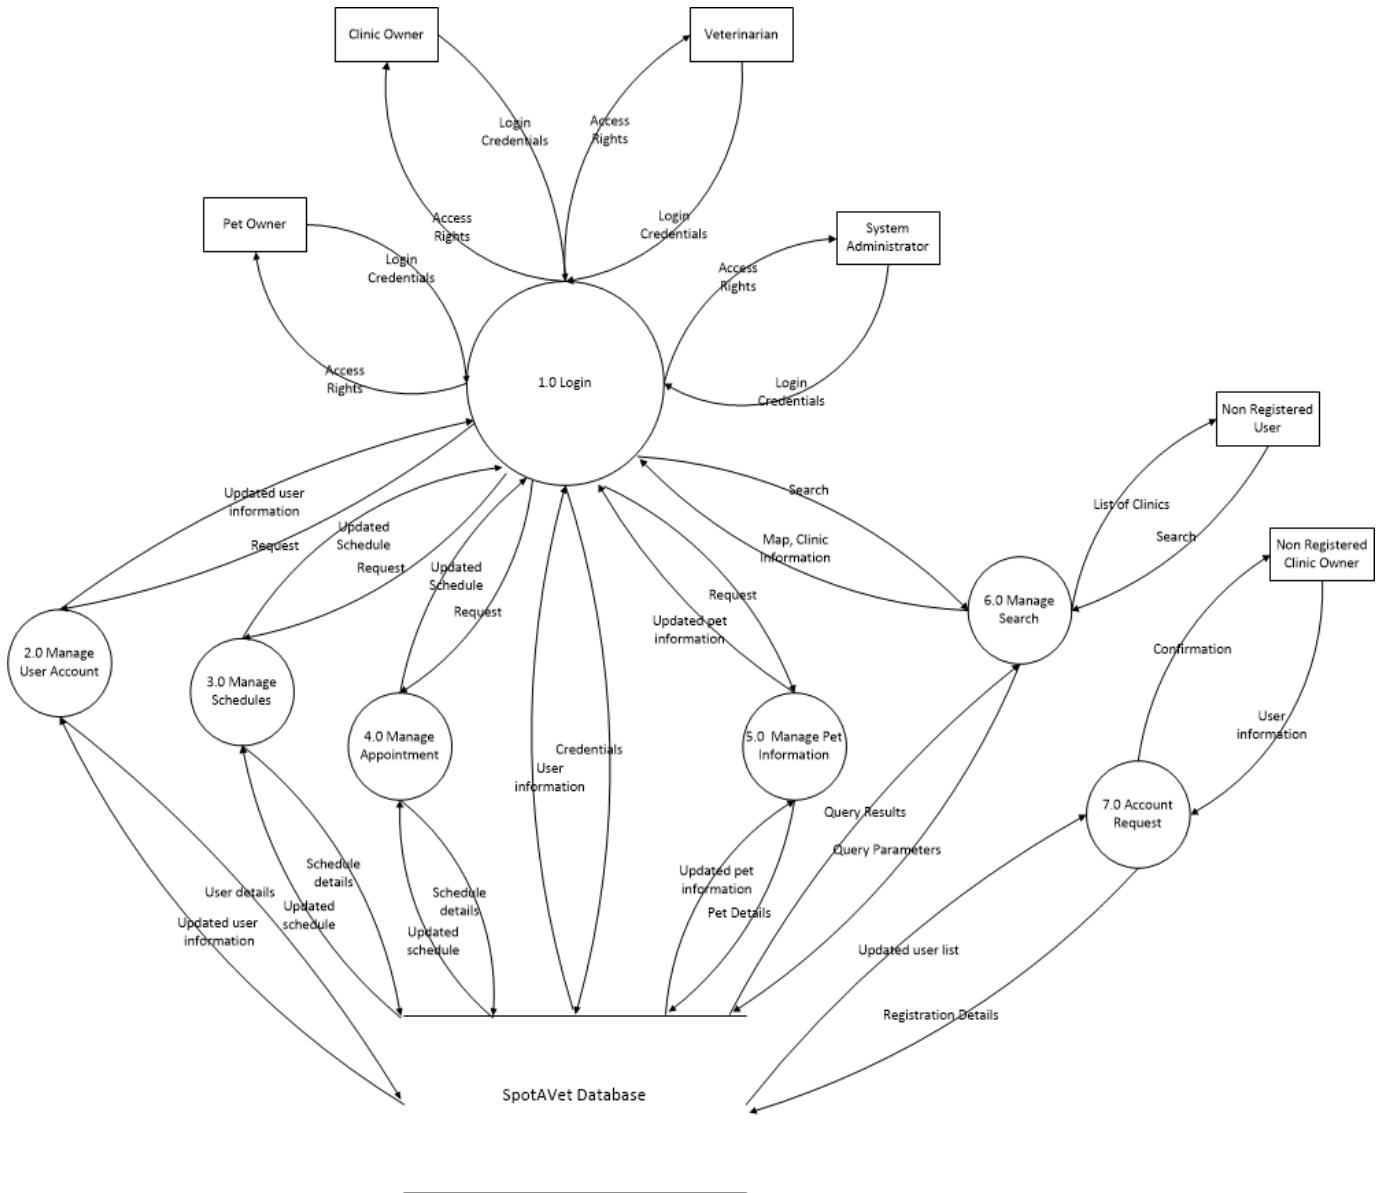 Clinic Owner
Veterinarian
Login
Credentials
Access
Rights
Access
Rights
Login
Credentials
Pet Owner
System
Administrator
Login
Credentials
Access
Rights
Access
Rights
1.0 Login
Login
Credentials
Non Registered
User
Search
Updated user
information
List of Clinics
Updated
Schedule
Request
Search
Map, Clinic
Information
Non Registered
Clinic Owner
Request
Updated
Schedule
Request
Request
Updated pet
information
6.0 Manage
Search
2.0 Manage
User Account
3.0 Manage
Schedules
Confirmation
4.0 Manage
Appointment
5.0 Manage Pet
Information
User
information
Credentials
User
information
7.0 Account
Request
Query Results
Query Parameters
Schedule
details
Updated pet
information
User details
Schedule
details
Updated
schedule
Pet Details
Updated user
information
Updated
schedule
Updated user list
Registration Details
SpotAVet Database